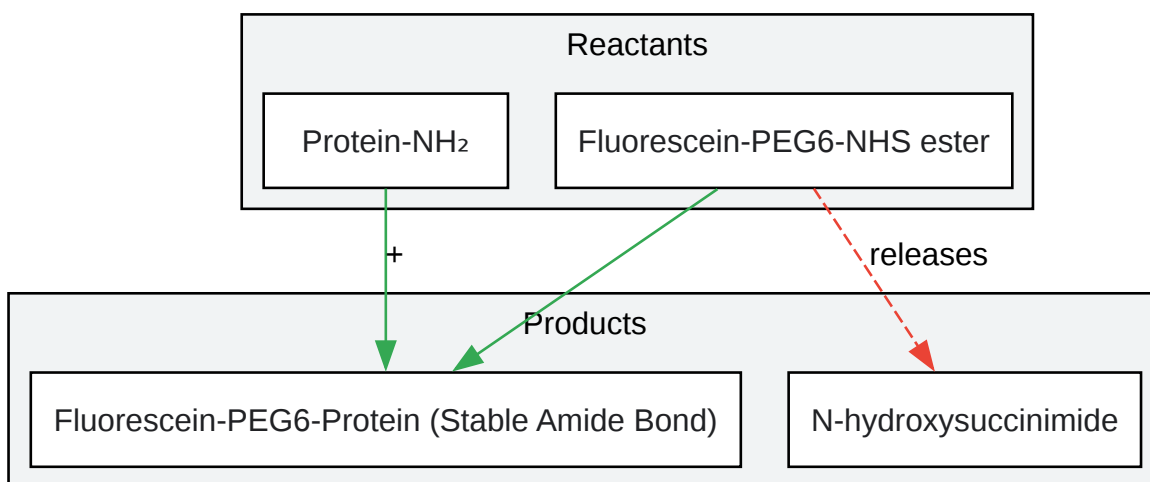 Reactants
Protein-NH₂
Fluorescein-PEG6-NHS ester
+
releases
Products
Fluorescein-PEG6-Protein (Stable Amide Bond)
N-hydroxysuccinimide